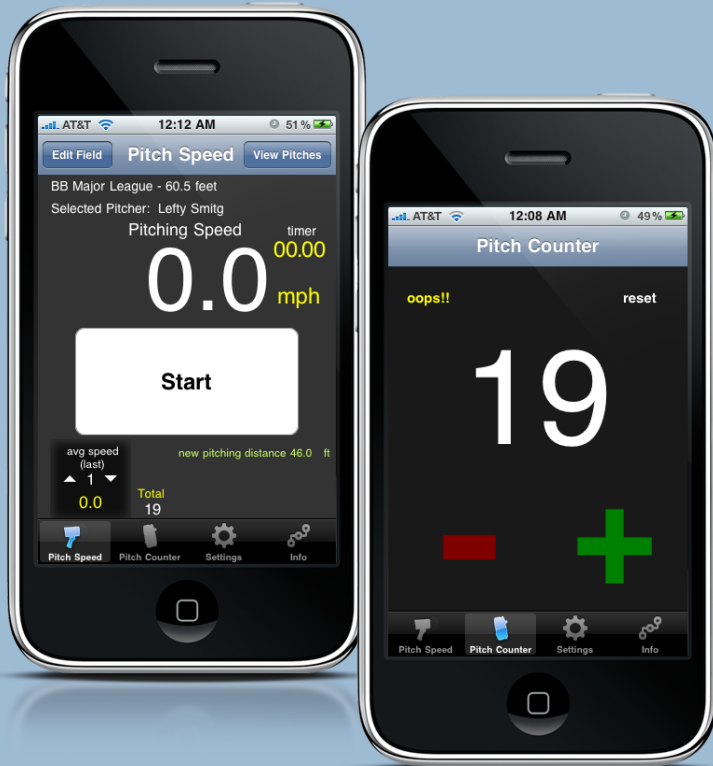 AT&T 12:12 AM 51%
Edit Field Pitch Speed View Pitches
BB Major League - 60.5 feet
Selected Pitcher: Lefty Smitg
Pitching Speed timer
00.00
0.0 mph
Start
avg speed
(last)
1
0.0
new pitching distance 46.0 ft
Total
19
Pitch Speed Pitch Counter Settings Info
AT&T 12:08 AM 49%
Pitch Counter
oops!! reset
19
Pitch Speed Pitch Counter Settings Info